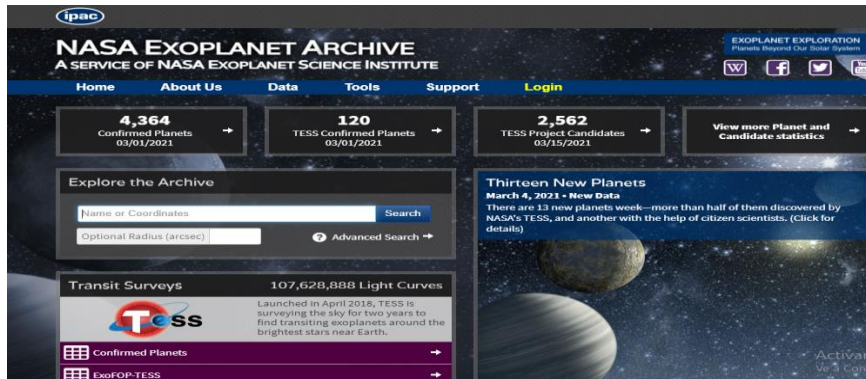 ipac
NASA EXOPLANET ARCHIVE
A SERVICE OF NASA EXOPLANET SCIENCE INSTITUTE
EXOPLANET EXPLORATION
Planets Beyond Our Solar System
W f You
Home About Us Data Tools Support Login
4,364
Confirmed Planets
03/01/2021
120
TESS Confirmed Planets
03/01/2021
2,562
TESS Project Candidates
03/15/2021
View more Planet and
Candidate statistics
Explore the Archive
Name or Coordinates Search
Optional Radius (arcsec) ? Advanced Search
Thirteen New Planets
March 4, 2021 • New Data
There are 13 new planets week—more than half of them discovered by
NASA's TESS, and another with the help of citizen scientists. (Click for
details)
Transit Surveys 107,628,888 Light Curves
Tess
Launched in April 2018, TESS is
surveying the sky for two years to
find transiting exoplanets around the
brightest stars near Earth.
Confirmed Planets
ExoFOP-TESS
Activar
Ve a Con